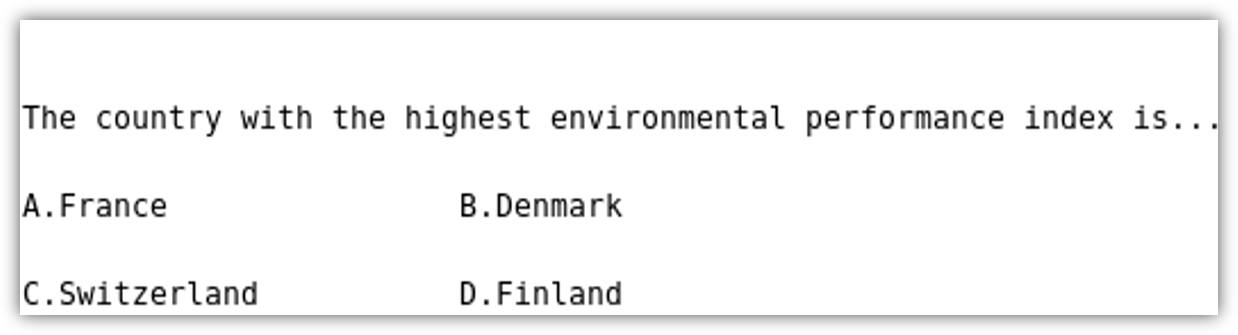 The country with the highest environmental performance index is...
A.France B.Denmark
C.Switzerland D.Finland